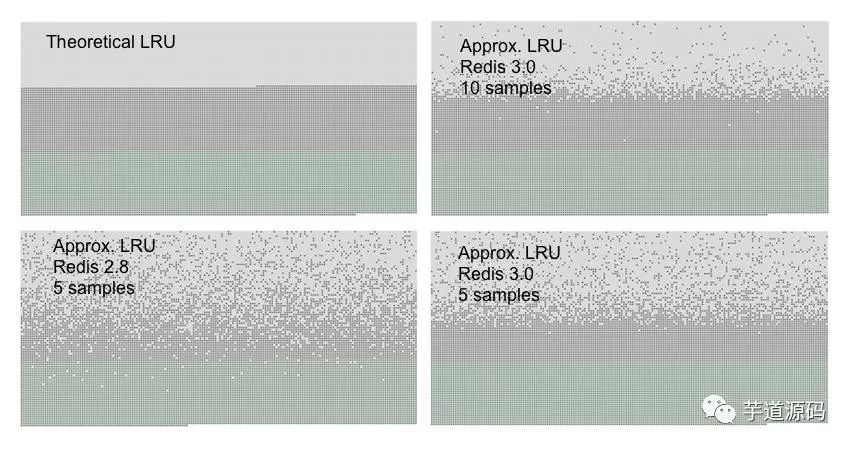 Theoretical LRU
Approx. LRU
Redis 3.0
10 samples
Approx. LRU
Redis 2.8
5 samples
Approx. LRU
Redis 3.0
5 samples
芋道源码